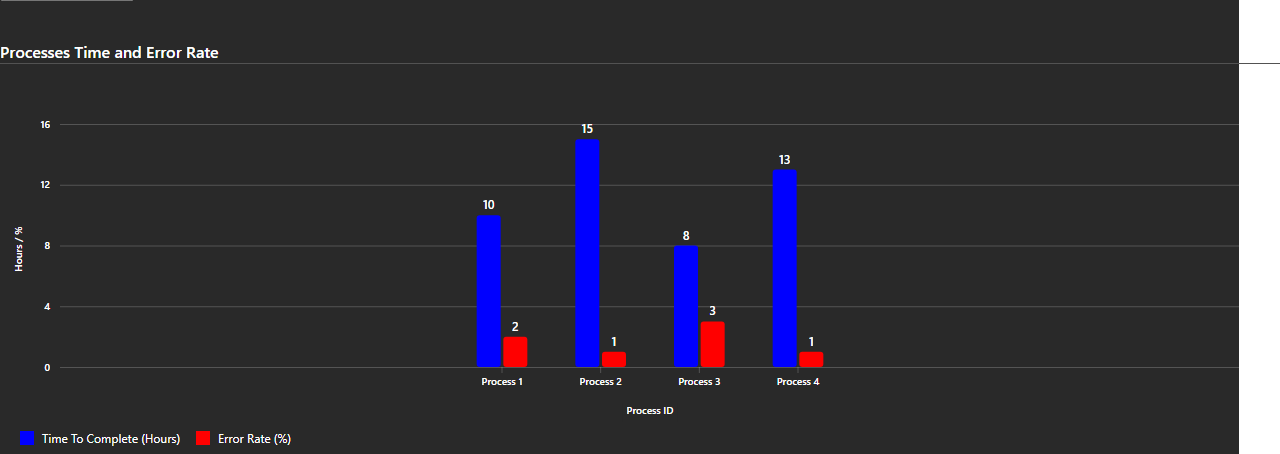 Processes Time and Error Rate
16
12
8
4
0
Hours / %
10
2
15
1
8
3
13
1
Process 1
Process 2
Process 3
Process 4
Process ID
Time To Complete (Hours)
Error Rate (%)